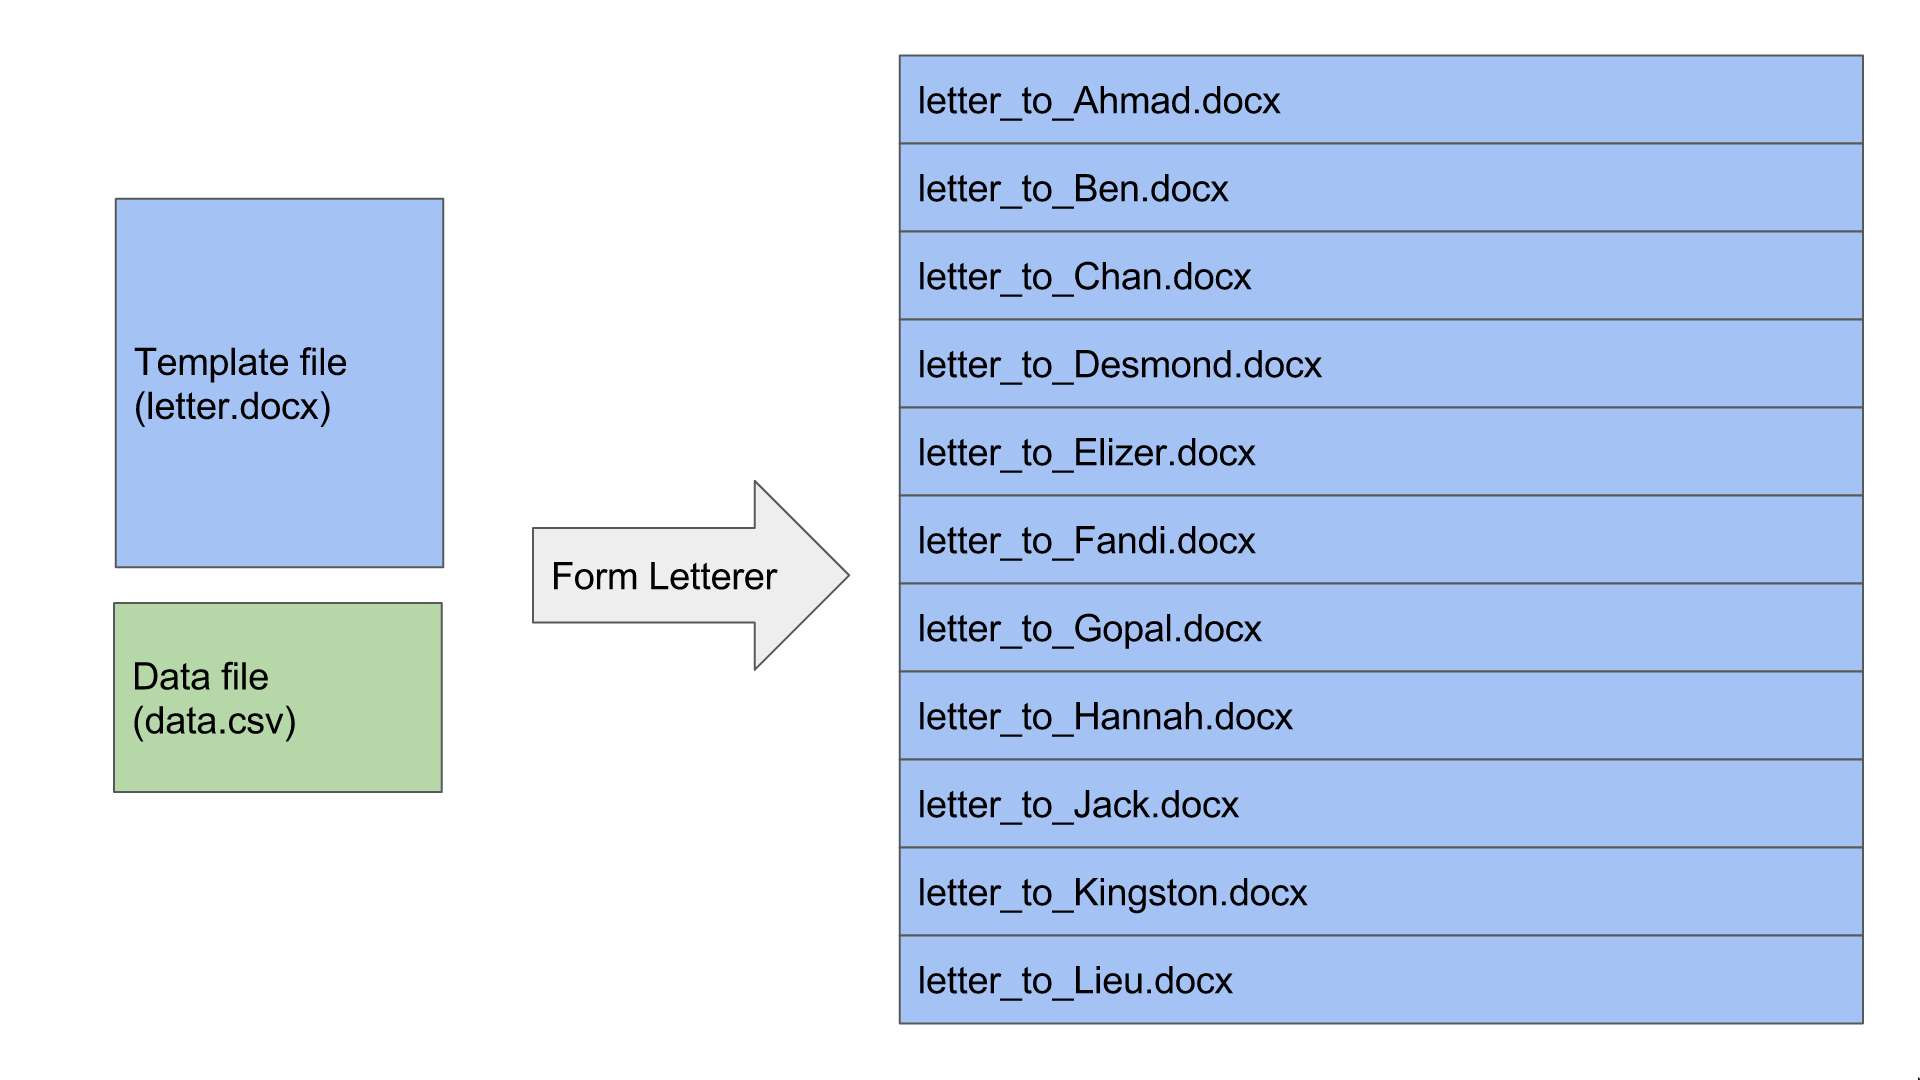 Template file
(letter.docx)
Data file
(data.csv)
Form Letterer
letter_to_Ahmad.docx
letter_to_Ben.docx
letter_to_Chan.docx
letter_to_Desmond.docx
letter_to_Elizer.docx
letter_to_Fandi.docx
letter_to_Gopal.docx
letter_to_Hannah.docx
letter_to_Jack.docx
letter_to_Kingston.docx
letter_to_Lieu.docx